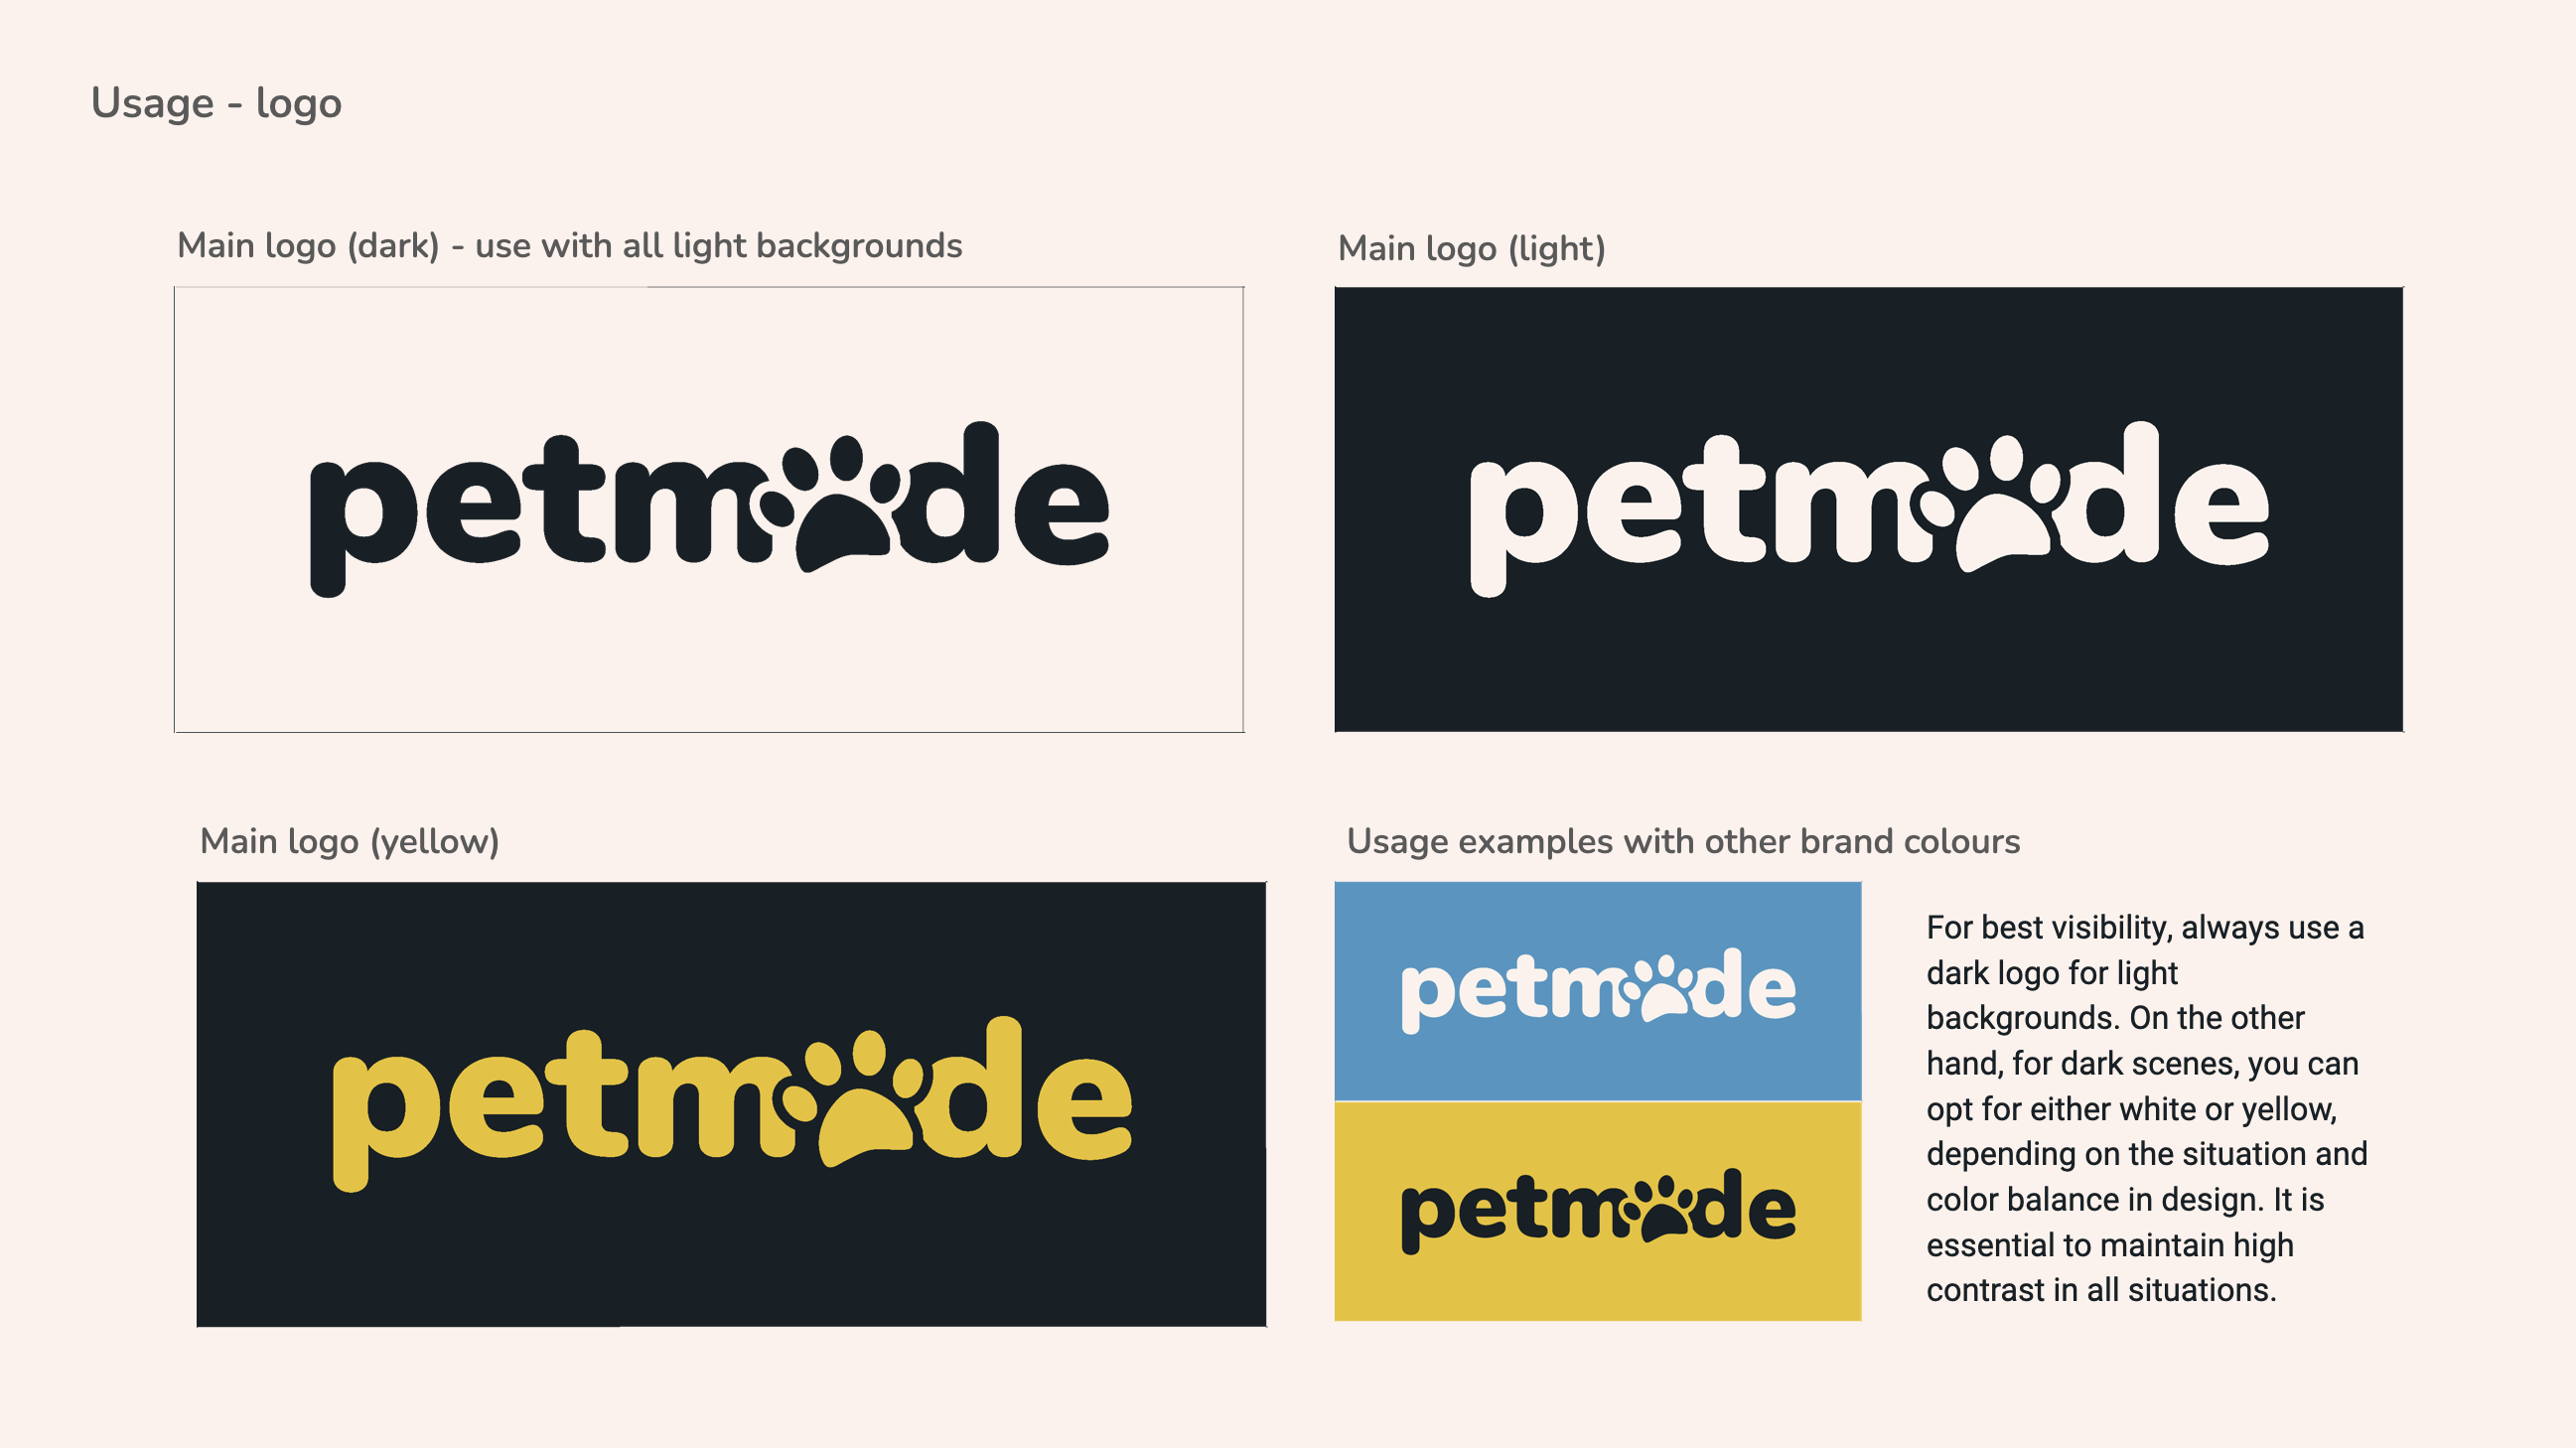 Usage - logo
Main logo (dark) - use with all light backgrounds
petmode
Main logo (light)
petmode
Main logo (yellow)
petmode
Usage examples with other brand colours
petmode
petmode
For best visibility, always use a
dark logo for light
backgrounds. On the other
hand, for dark scenes, you can
opt for either white or yellow,
depending on the situation and
color balance in design. It is
essential to maintain high
contrast in all situations.